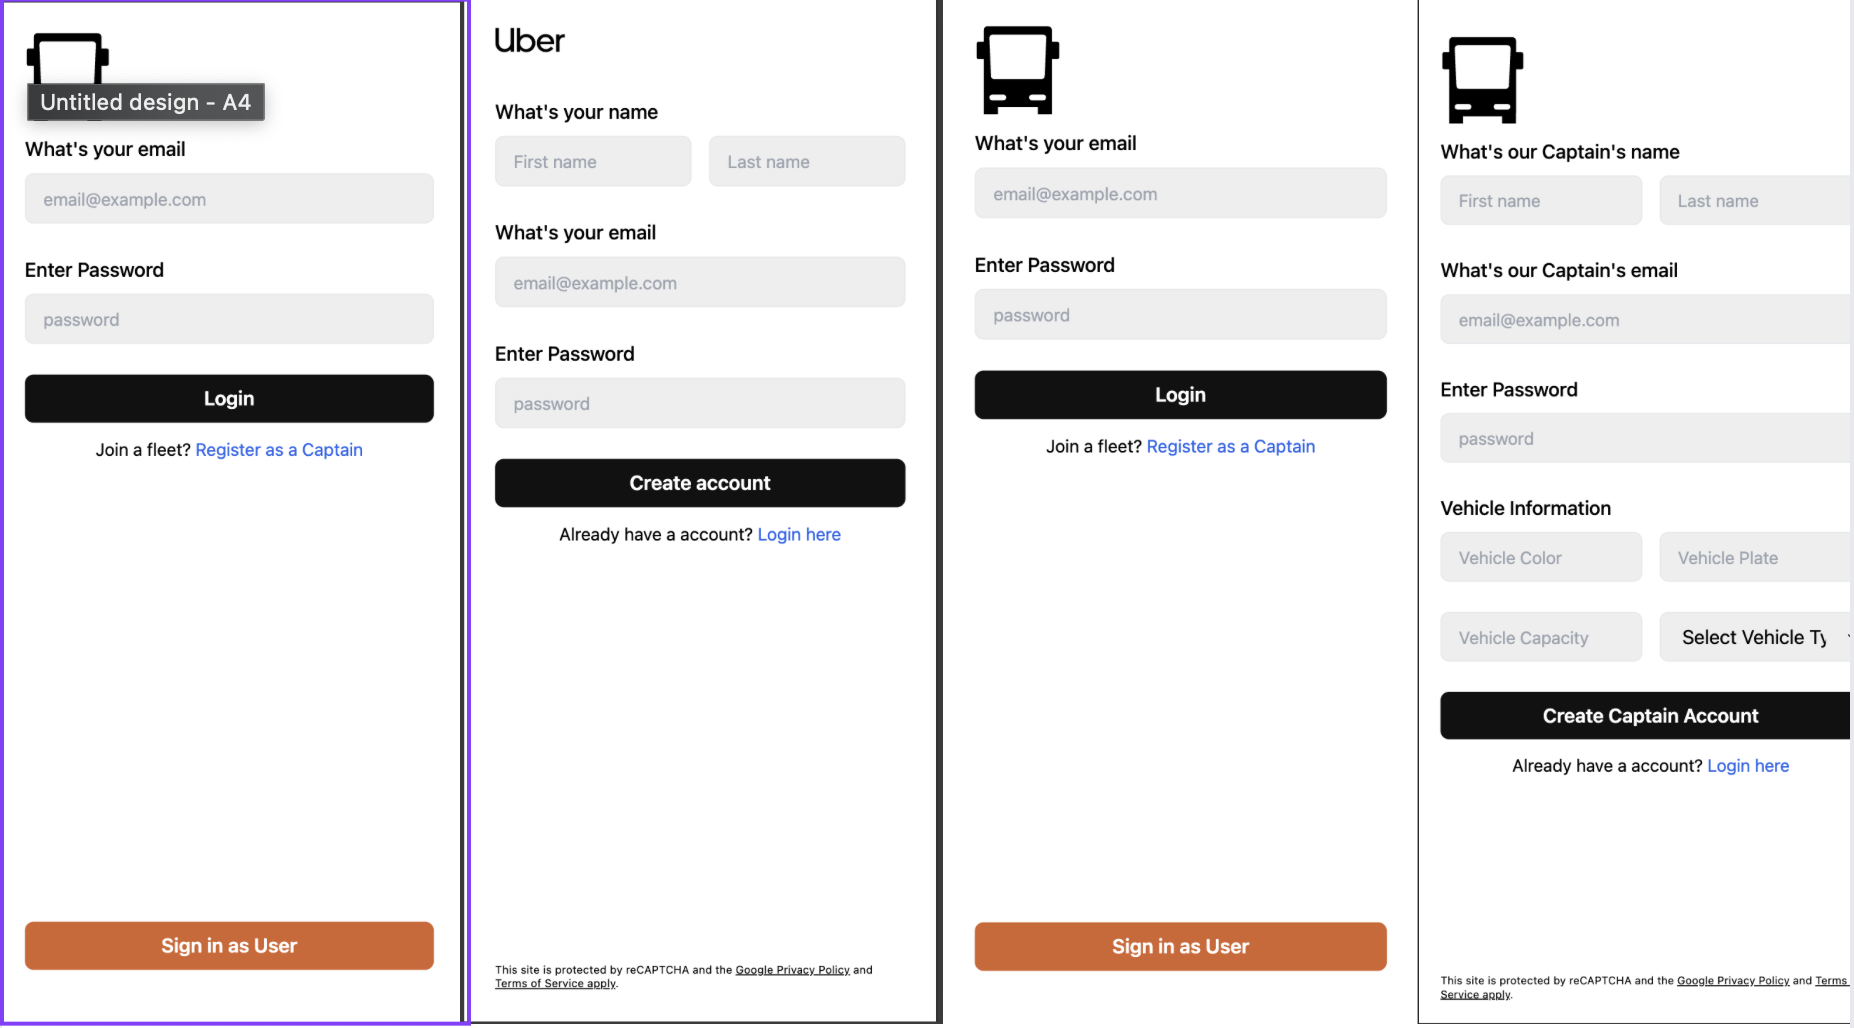 Untitled design - A4
What's your email
email@example.com
Enter Password
password
Login
Join a fleet? Register as a Captain
Sign in as User
Uber
What's your name
First name
Last name
What's your email
email@example.com
Enter Password
password
Create account
Already have a account? Login here
This site is protected by reCAPTCHA and the Google Privacy Policy and
Terms of Service apply.
What's your email
email@example.com
Enter Password
password
Login
Join a fleet? Register as a Captain
Sign in as User
What's our Captain's name
First name
Last name
What's our Captain's email
email@example.com
Enter Password
password
Vehicle Information
Vehicle Color
Vehicle Plate
Vehicle Capacity
Select Vehicle Ty
Create Captain Account
Already have a account? Login here
This site is protected by reCAPTCHA and the Google Privacy Policy and Terms
Service apply.